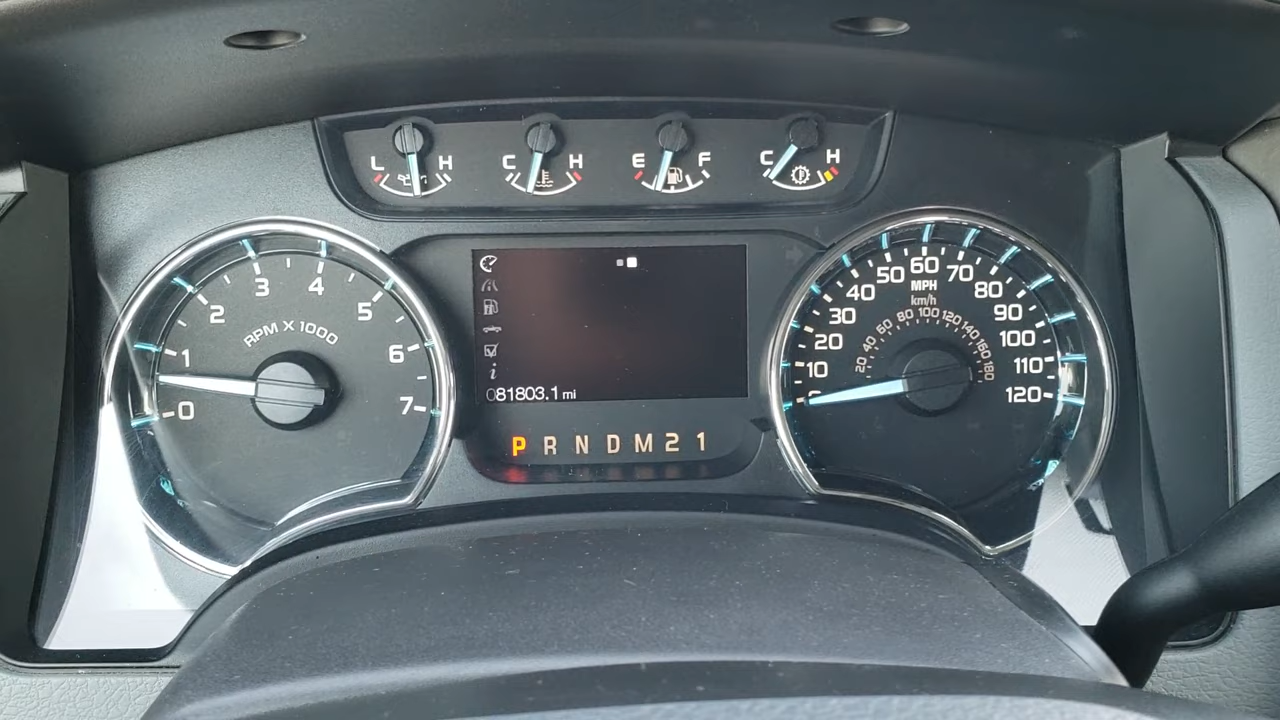 L H
C H
E F
C H
0 1 2 3 4 5 6 7
RPM X 1000
081803.1 mi
P R N D M 2 1
10 20 30 40 50 60 70 80 90 100 110 120
MPH
km/h
20 40 60 80 100 120 140 160 180